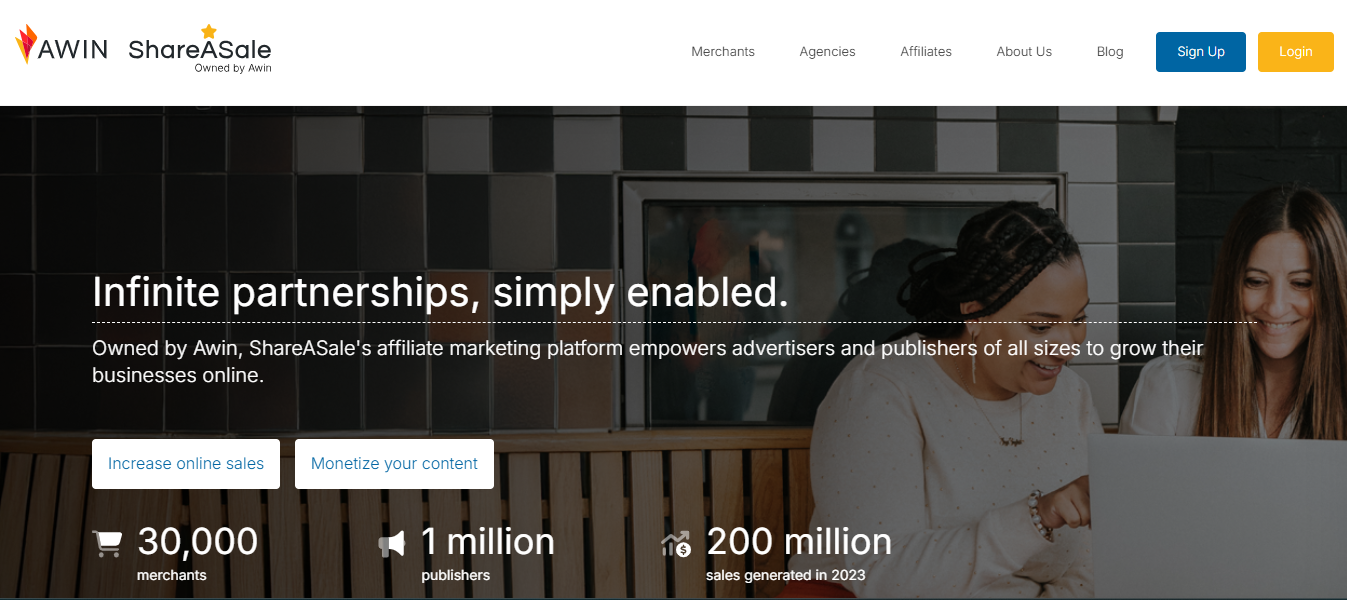 AWIN
ShareASale
Owned by Awin
Merchants
Agencies
Affiliates
About Us
Blog
Sign Up
Login
Infinite partnerships, simply enabled.
Owned by Awin, ShareASale's affiliate marketing platform empowers advertisers and publishers of all sizes to grow their
businesses online.
Increase online sales
Monetize your content
30,000
merchants
1 million
publishers
200 million
sales generated in 2023